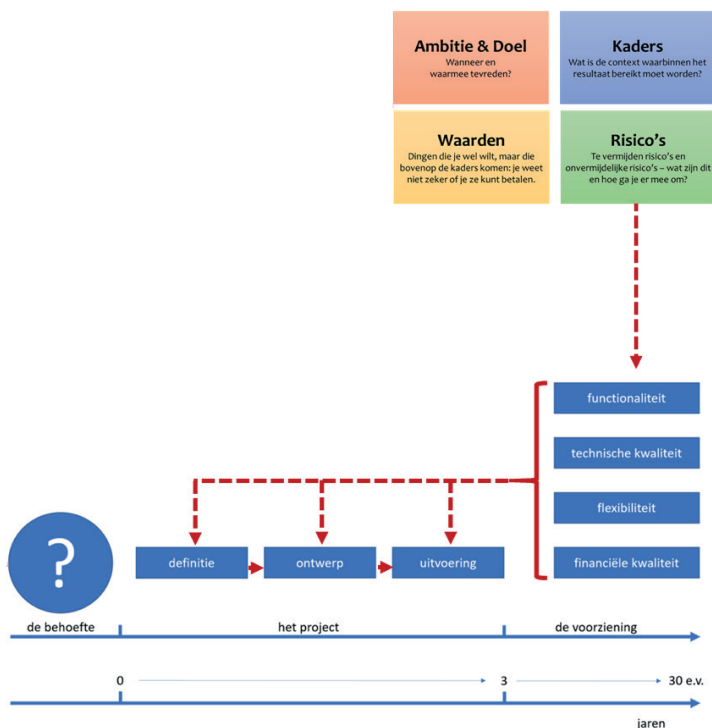 Ambitie & Doel
Wanneer en
waarmee tevreden?
Kaders
Wat is de context waarbinnen het
resultaat bereikt moet worden?
Waarden
Dingen die je wel wilt, maar die
bovenop de kaders komen: je weet
niet zeker of je ze kunt betalen.
Risico's
Te vermijden risico's en
onvermijdelijke risico's – wat zijn dit
en hoe ga je er mee om?
functionaliteit
technische kwaliteit
flexibiliteit
financiële kwaliteit
?
definitie
ontwerp
uitvoering
de behoefte
het project
de voorziening
0
3
30 e.v.
jaren